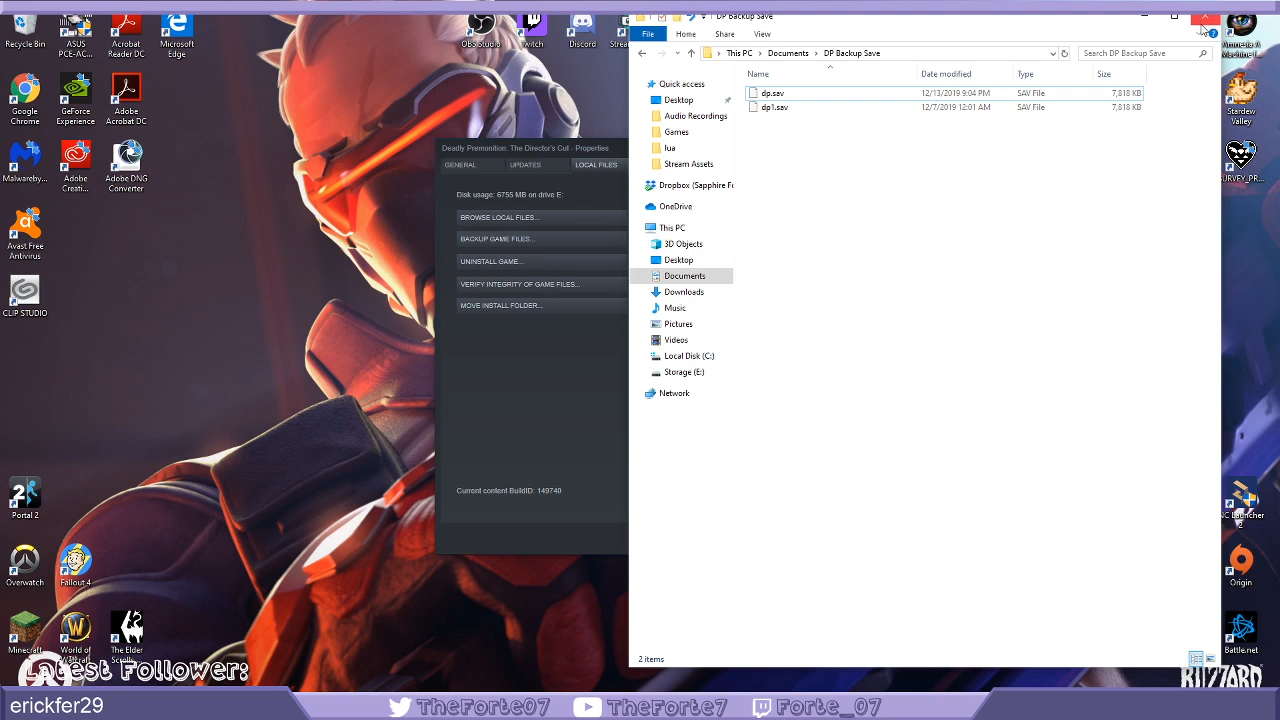 Recycle Bin
ASUS PCE-AC...
Acrobat Reader DC
Microsoft Edge
OBS Studio
Twitch
Discord
Google Chrome
GeForce Experience
Adobe Acrobat DC
Malwareby...
Adobe Creati...
Adobe DNG Converter
Avast Free Antivirus
CLIP STUDIO
Portal 2
Overwatch
Fallout 4
Minecraft
World of Warcraft
The Elder Scrolls
Deadly Premonition: The Director's Cut - Properties
GENERAL
UPDATES
LOCAL FILES
Disk usage: 6755 MB on drive E:
BROWSE LOCAL FILES...
BACKUP GAME FILES...
UNINSTALL GAME...
VERIFY INTEGRITY OF GAME FILES...
MOVE INSTALL FOLDER...
Current content BuildID: 149740
DP Backup Save
File
Home
Share
View
This PC > Documents > DP Backup Save
Search DP Backup Save
Name
Date modified
Type
Size
dp.sav 12/13/2019 9:04 PM SAV File 7,818 KB
dp1.sav 12/7/2019 12:01 AM SAV File 7,818 KB
Quick access
Desktop
Audio Recordings
Games
lua
Stream Assets
Dropbox (Sapphire Fo
OneDrive
This PC
3D Objects
Desktop
Documents
Downloads
Music
Pictures
Videos
Local Disk (C:)
Storage (E:)
Network
2 items
Amnesia A Machine f...
Stardew Valley
SURVEY_PR...
NC Launcher 2
Origin
Battle.net
BLIZZARD
Latest Follower:
erickfer29
TheForte07
TheForte7
Forte_07